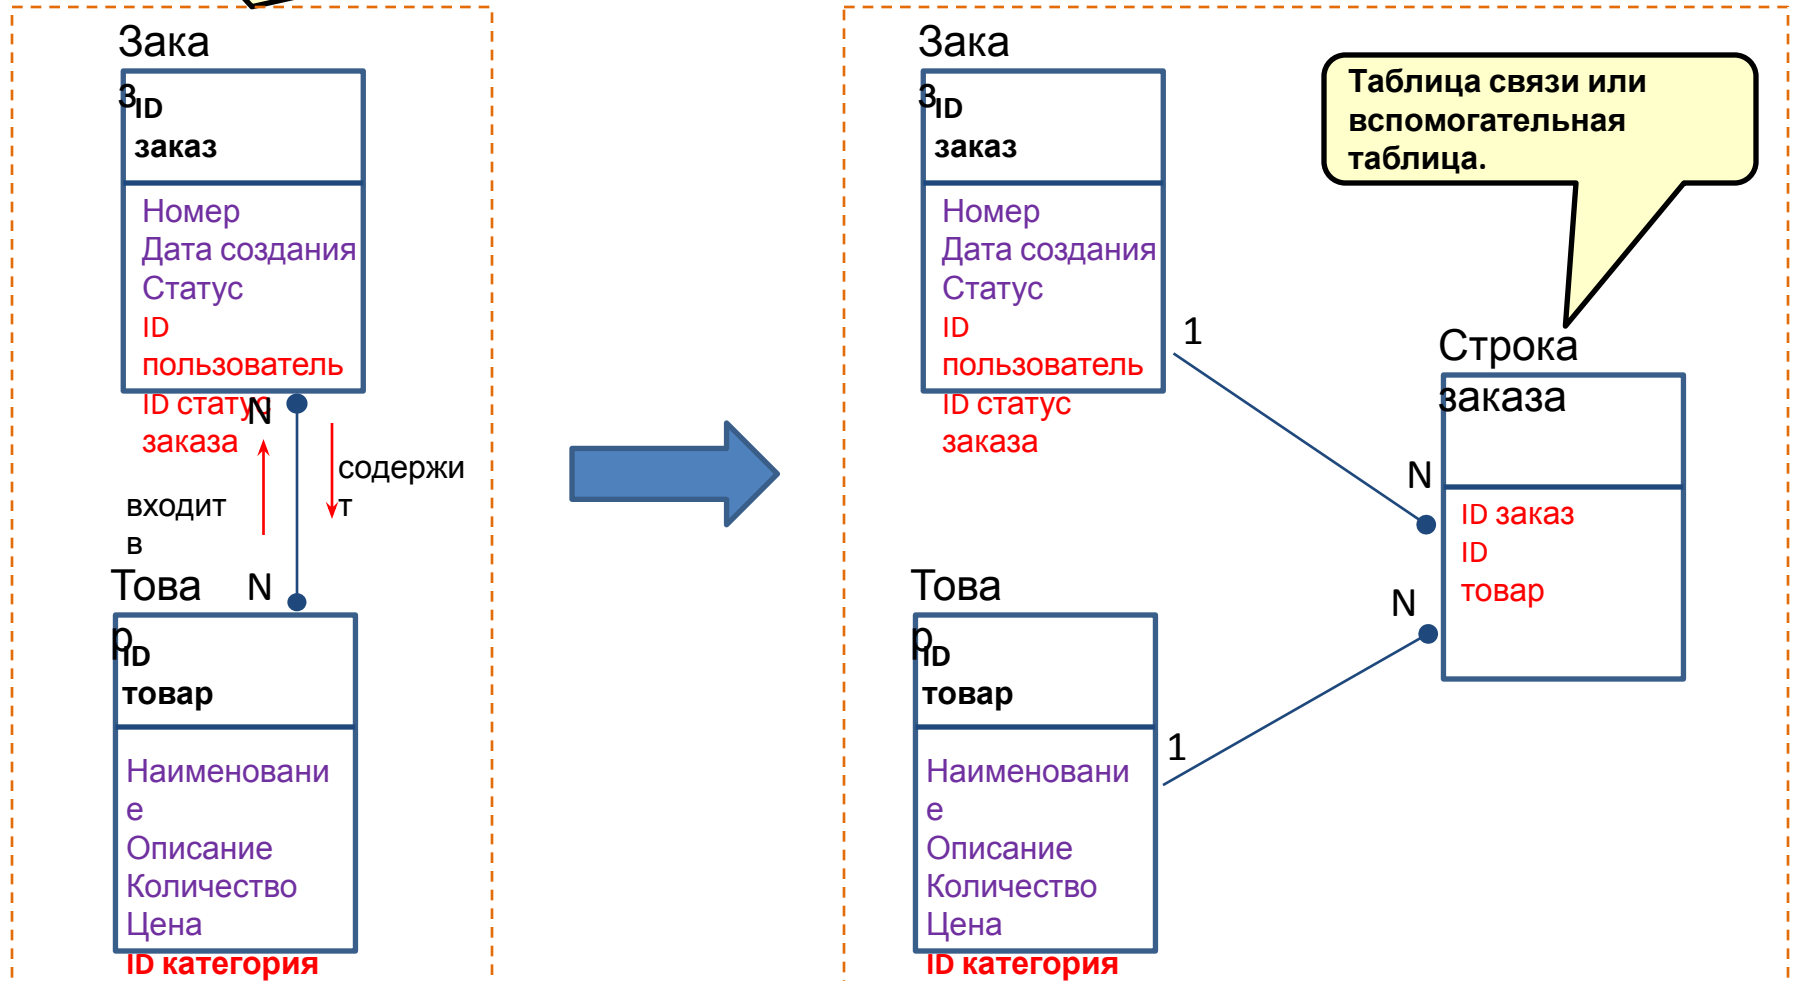 Зака
з
ID
заказ
Номер
Дата создания
Статус
ID
пользователь
ID статус
заказа
N
содержи
т
входит
в
N
Това
р
ID
товар
Наименовани
е
Описание
Количество
Цена
ID категория
Зака
з
ID
заказ
Номер
Дата создания
Статус
ID
пользователь
ID статус
заказа
1
Таблица связи или
вспомогательная
таблица.
Строка
заказа
N
ID заказ
ID
товар
N
Това
р
ID
товар
1
Наименовани
е
Описание
Количество
Цена
ID категория